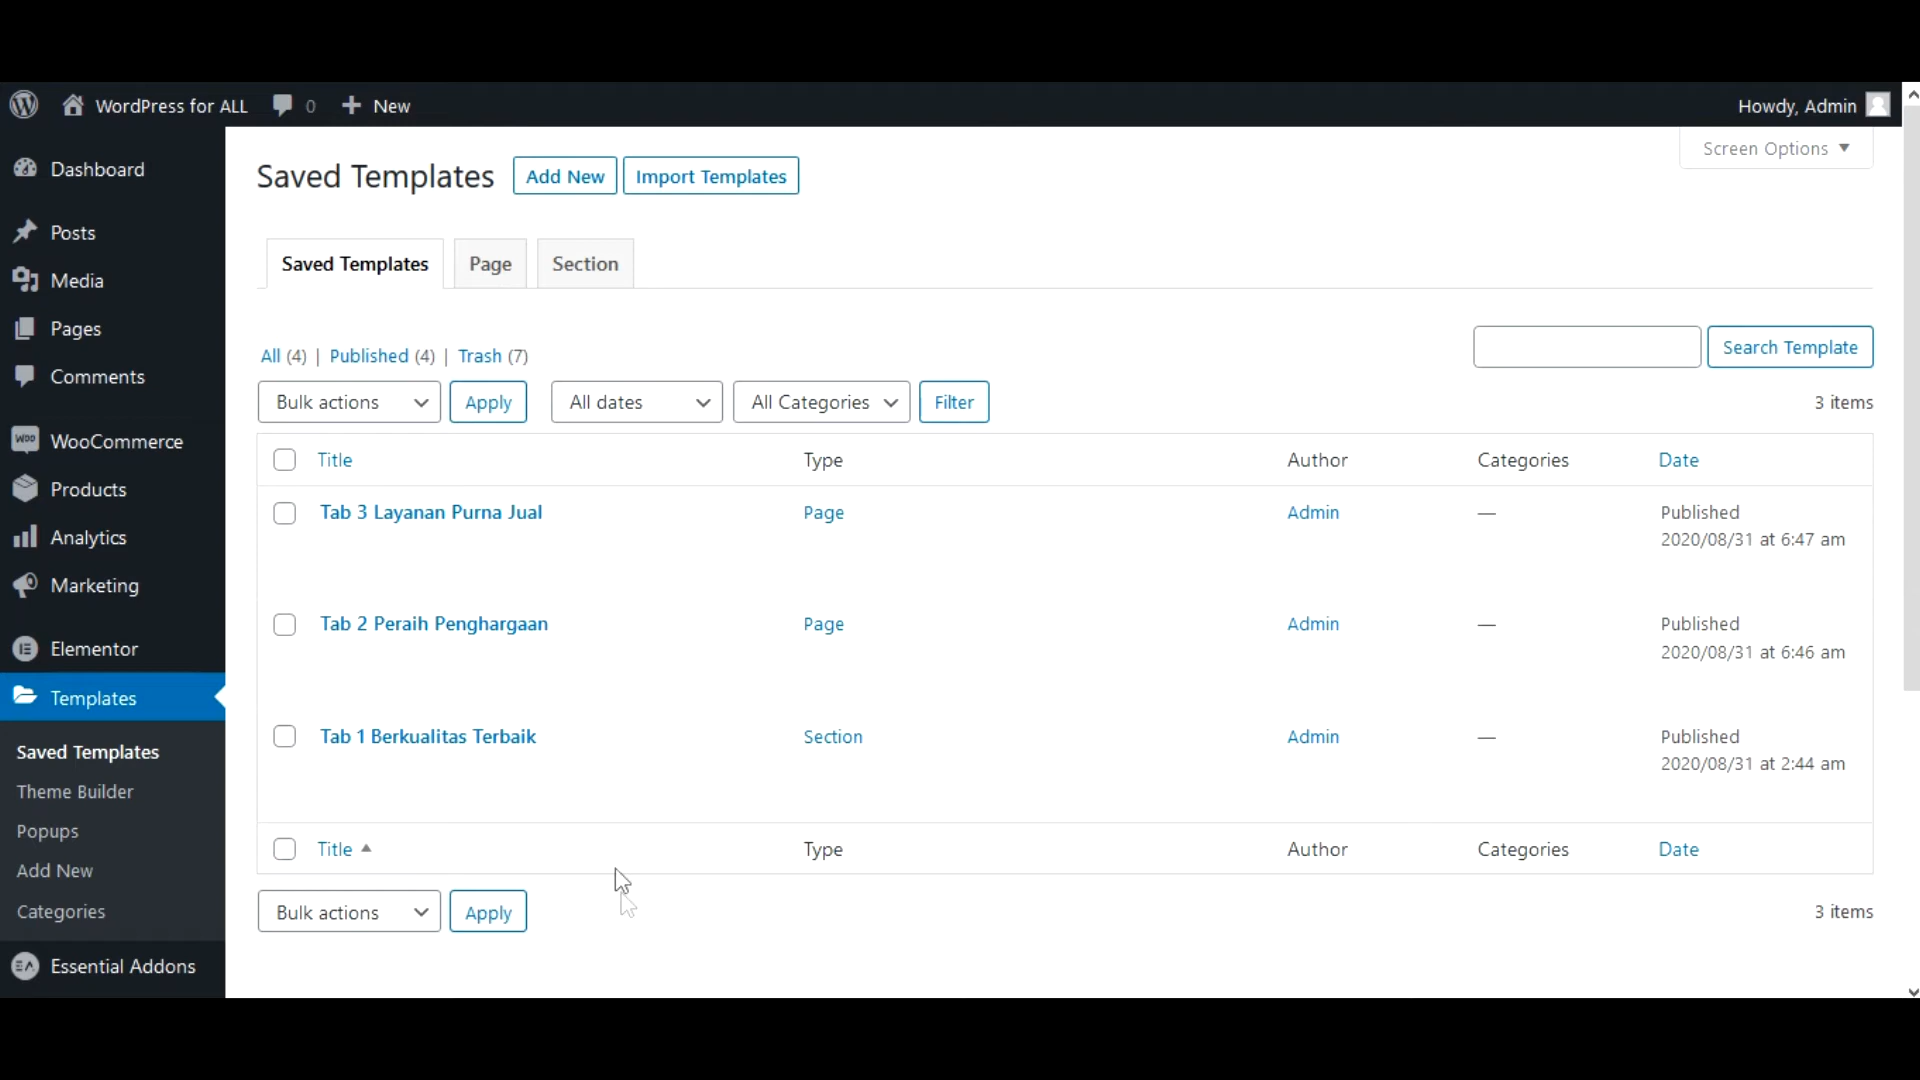 WordPress for ALL 0 New Howdy, Admin
Screen Options
Dashboard
Posts
Media
Pages
Comments
WooCommerce
Products
Analytics
Marketing
Elementor
Templates
Saved Templates
Theme Builder
Popups
Add New
Categories
Essential Addons
Saved Templates Add New Import Templates
Saved Templates Page Section
All (4) | Published (4) | Trash (7)
Search Template
Bulk actions Apply All dates All Categories Filter 3 items
Title Type Author Categories Date
Tab 3 Layanan Purna Jual Page Admin — Published
2020/08/31 at 6:47 am
Tab 2 Peraih Penghargaan Page Admin — Published
2020/08/31 at 6:46 am
Tab 1 Berkualitas Terbaik Section Admin — Published
2020/08/31 at 2:44 am
Title Type Author Categories Date
Bulk actions Apply 3 items